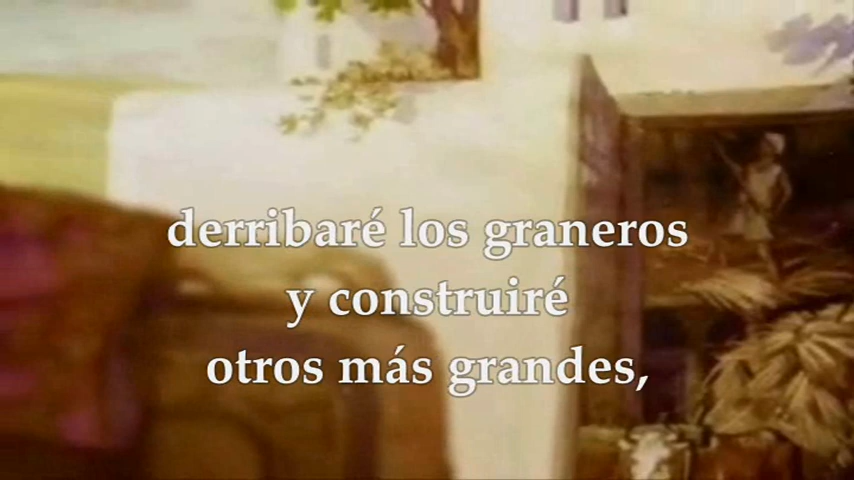 derribaré los graneros
y construiré
otros más grandes,